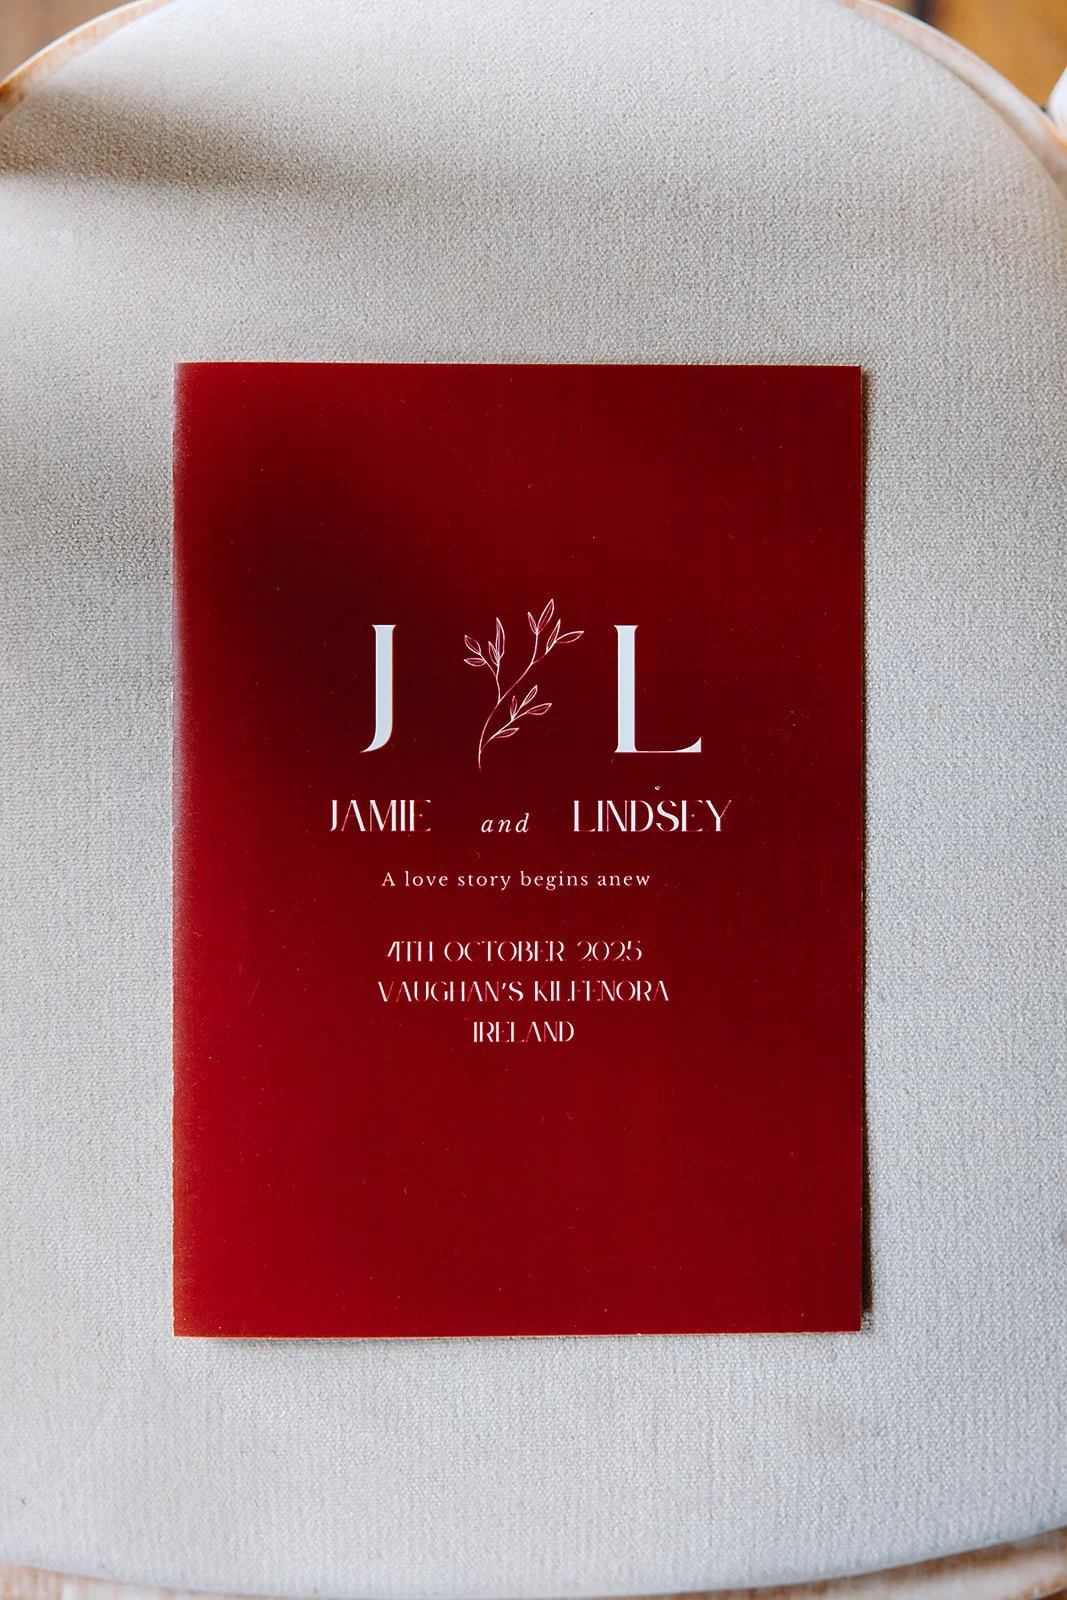 J L
JAMIE and LINDSEY
A love story begins anew
4TH OCTOBER 2025
VAUGHAN'S KILFENORA
IRELAND